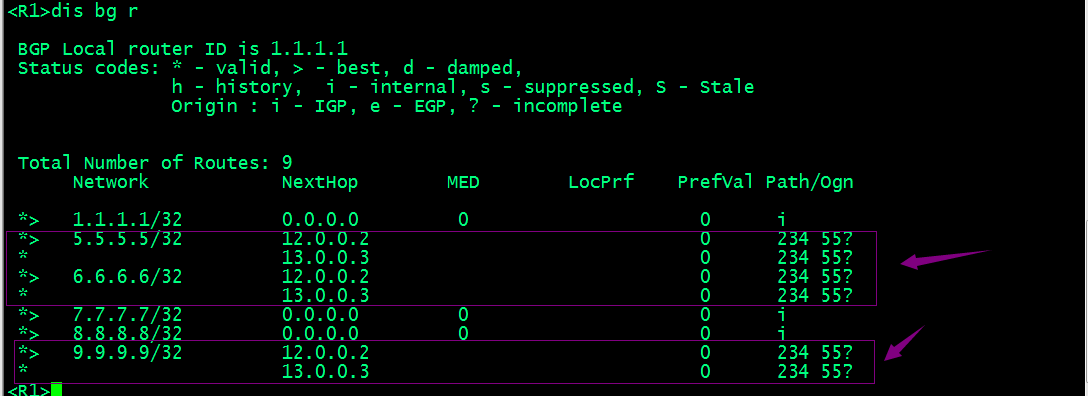 <R1>dis bg r
BGP Local router ID is 1.1.1.1
Status codes: * - valid, > - best, d - damped,
h - history,  i - internal, s - suppressed, S - Stale
Origin : i - IGP, e - EGP, ? - incomplete
Total Number of Routes: 9
Network NextHop MED LocPrf PrefVal Path/Ogn
*> 1.1.1.1/32 0.0.0.0 0 0 i
*> 5.5.5.5/32 12.0.0.2 0 234 55?
* 13.0.0.3 0 234 55?
*> 6.6.6.6/32 12.0.0.2 0 234 55?
* 13.0.0.3 0 234 55?
*> 7.7.7.7/32 0.0.0.0 0 0 i
*> 8.8.8.8/32 0.0.0.0 0 0 i
*> 9.9.9.9/32 12.0.0.2 0 234 55?
* 13.0.0.3 0 234 55?
<R1>